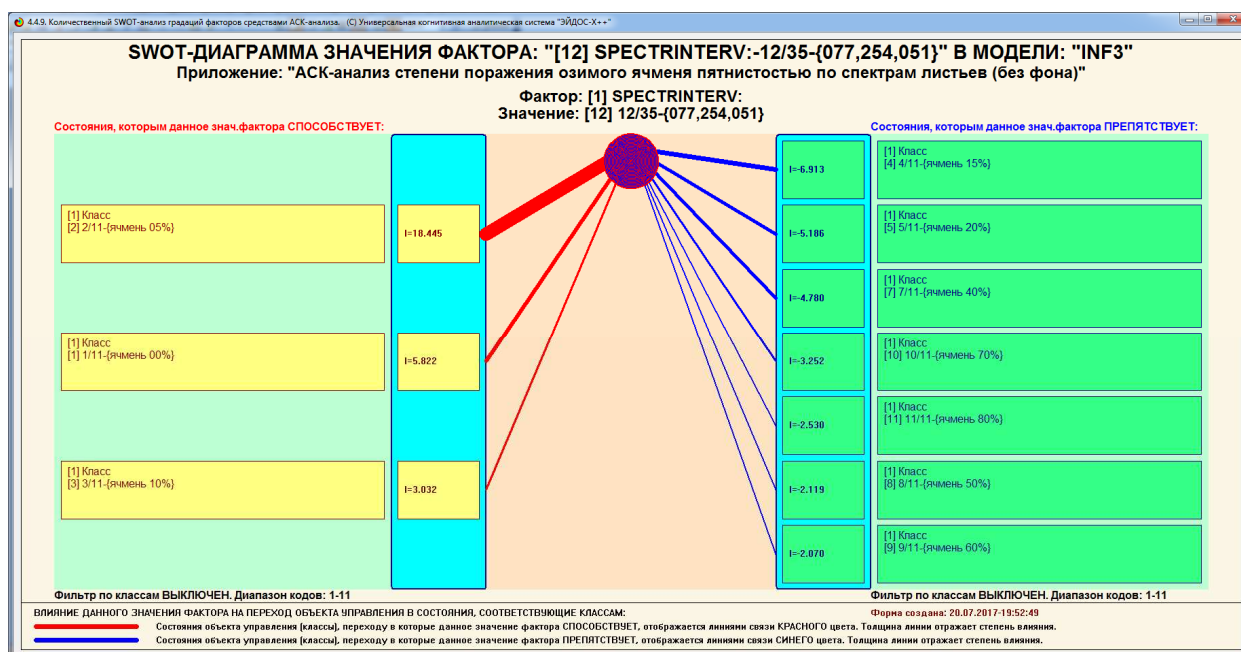 4.4.9. Количественный SWOT-анализ градаций факторов средствами АСК-анализа. (C) Универсальная когнитивная аналитическая система "ЭЙДОС-X++"
SWOT-ДИАГРАММА ЗНАЧЕНИЯ ФАКТОРА: "[12] SPECTRINTERV:-12/35-{077,254,051}" В МОДЕЛИ: "INF3"
Приложение: "АСК-анализ степени поражения озимого ячменя пятнистостью по спектрам листьев (без фона)"
Фактор: [1] SPECTRINTERV:
Значение: [12] 12/35-{077,254,051}
Состояния, которым данное знач.фактора СПОСОБСТВУЕТ:
[1] Класс
[2] 2/11-{ячмень 05%}
I=18.445
[1] Класс
[1] 1/11-{ячмень 00%}
I=5.822
[1] Класс
[3] 3/11-{ячмень 10%}
I=3.032
Фильтр по классам ВЫКЛЮЧЕН. Диапазон кодов: 1-11
Состояния, которым данное знач.фактора ПРЕПЯТСТВУЕТ:
I=-6.913
[1] Класс
[4] 4/11-{ячмень 15%}
I=-5.186
[1] Класс
[5] 5/11-{ячмень 20%}
I=-4.780
[1] Класс
[7] 7/11-{ячмень 40%}
I=-3.252
[1] Класс
[10] 10/11-{ячмень 70%}
I=-2.530
[1] Класс
[11] 11/11-{ячмень 80%}
I=-2.119
[1] Класс
[8] 8/11-{ячмень 50%}
I=-2.070
[1] Класс
[9] 9/11-{ячмень 60%}
Фильтр по классам ВЫКЛЮЧЕН. Диапазон кодов: 1-11
ВЛИЯНИЕ ДАННОГО ЗНАЧЕНИЯ ФАКТОРА НА ПЕРЕХОД ОБЪЕКТА УПРАВЛЕНИЯ В СОСТОЯНИЯ, СООТВЕТСТВУЮЩИЕ КЛАССАМ:
Форма создана: 20.07.2017-19:52:49
Состояния объекта управления (классы), переходу в которые данное значение фактора СПОСОБСТВУЕТ, отображается линиями связи КРАСНОГО цвета. Толщина линии отражает степень влияния.
Состояния объекта управления (классы), переходу в которые данное значение фактора ПРЕПЯТСТВУЕТ, отображается линиями связи СИНЕГО цвета. Толщина линии отражает степень влияния.